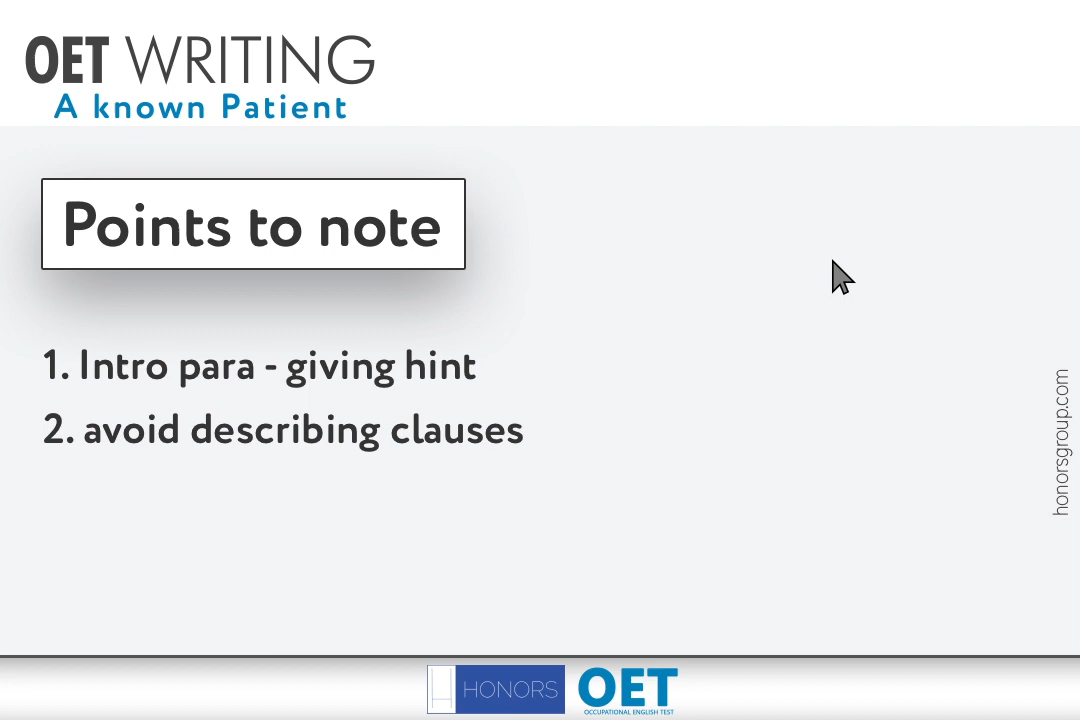 OET WRITING
A known Patient
Points to note
1. Intro para - giving hint
2. avoid describing clauses
honorsgroup.com
HONORS
OET
OCCUPATIONAL ENGLISH TEST